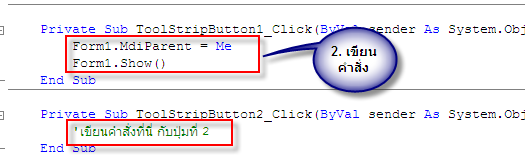 Private Sub ToolStripButton1_Click(ByVal sender As System.Obj
Form1.MdiParent = Me
Form1.Show()
End Sub
2. เขียน
คำสั่ง
Private Sub ToolStripButton2_Click(ByVal sender As System.Obj
'เขียนคำสั่งที่นี่ กับปุ่มที่ 2
End Sub